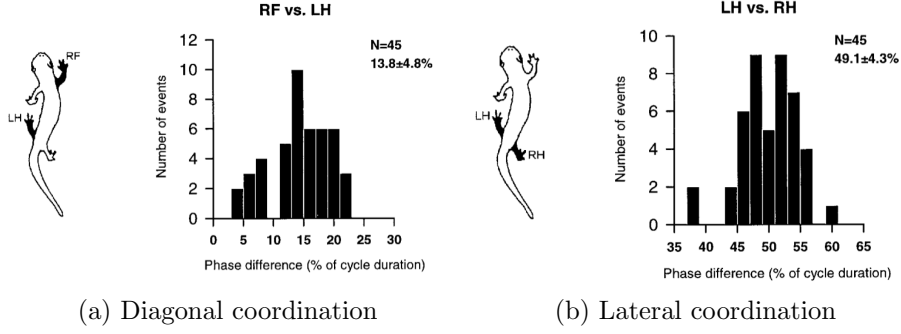 RF vs. LH
RF
LH
N=45
13.8±4.8%
Number of events
12
10
8
6
4
2
0
0 5 10 15 20 25 30
Phase difference (% of cycle duration)
(a) Diagonal coordination
LH vs. RH
LH
RH
N=45
49.1±4.3%
Number of events
10
8
6
4
2
0
35 40 45 50 55 60 65
Phase difference (% of cycle duration)
(b) Lateral coordination